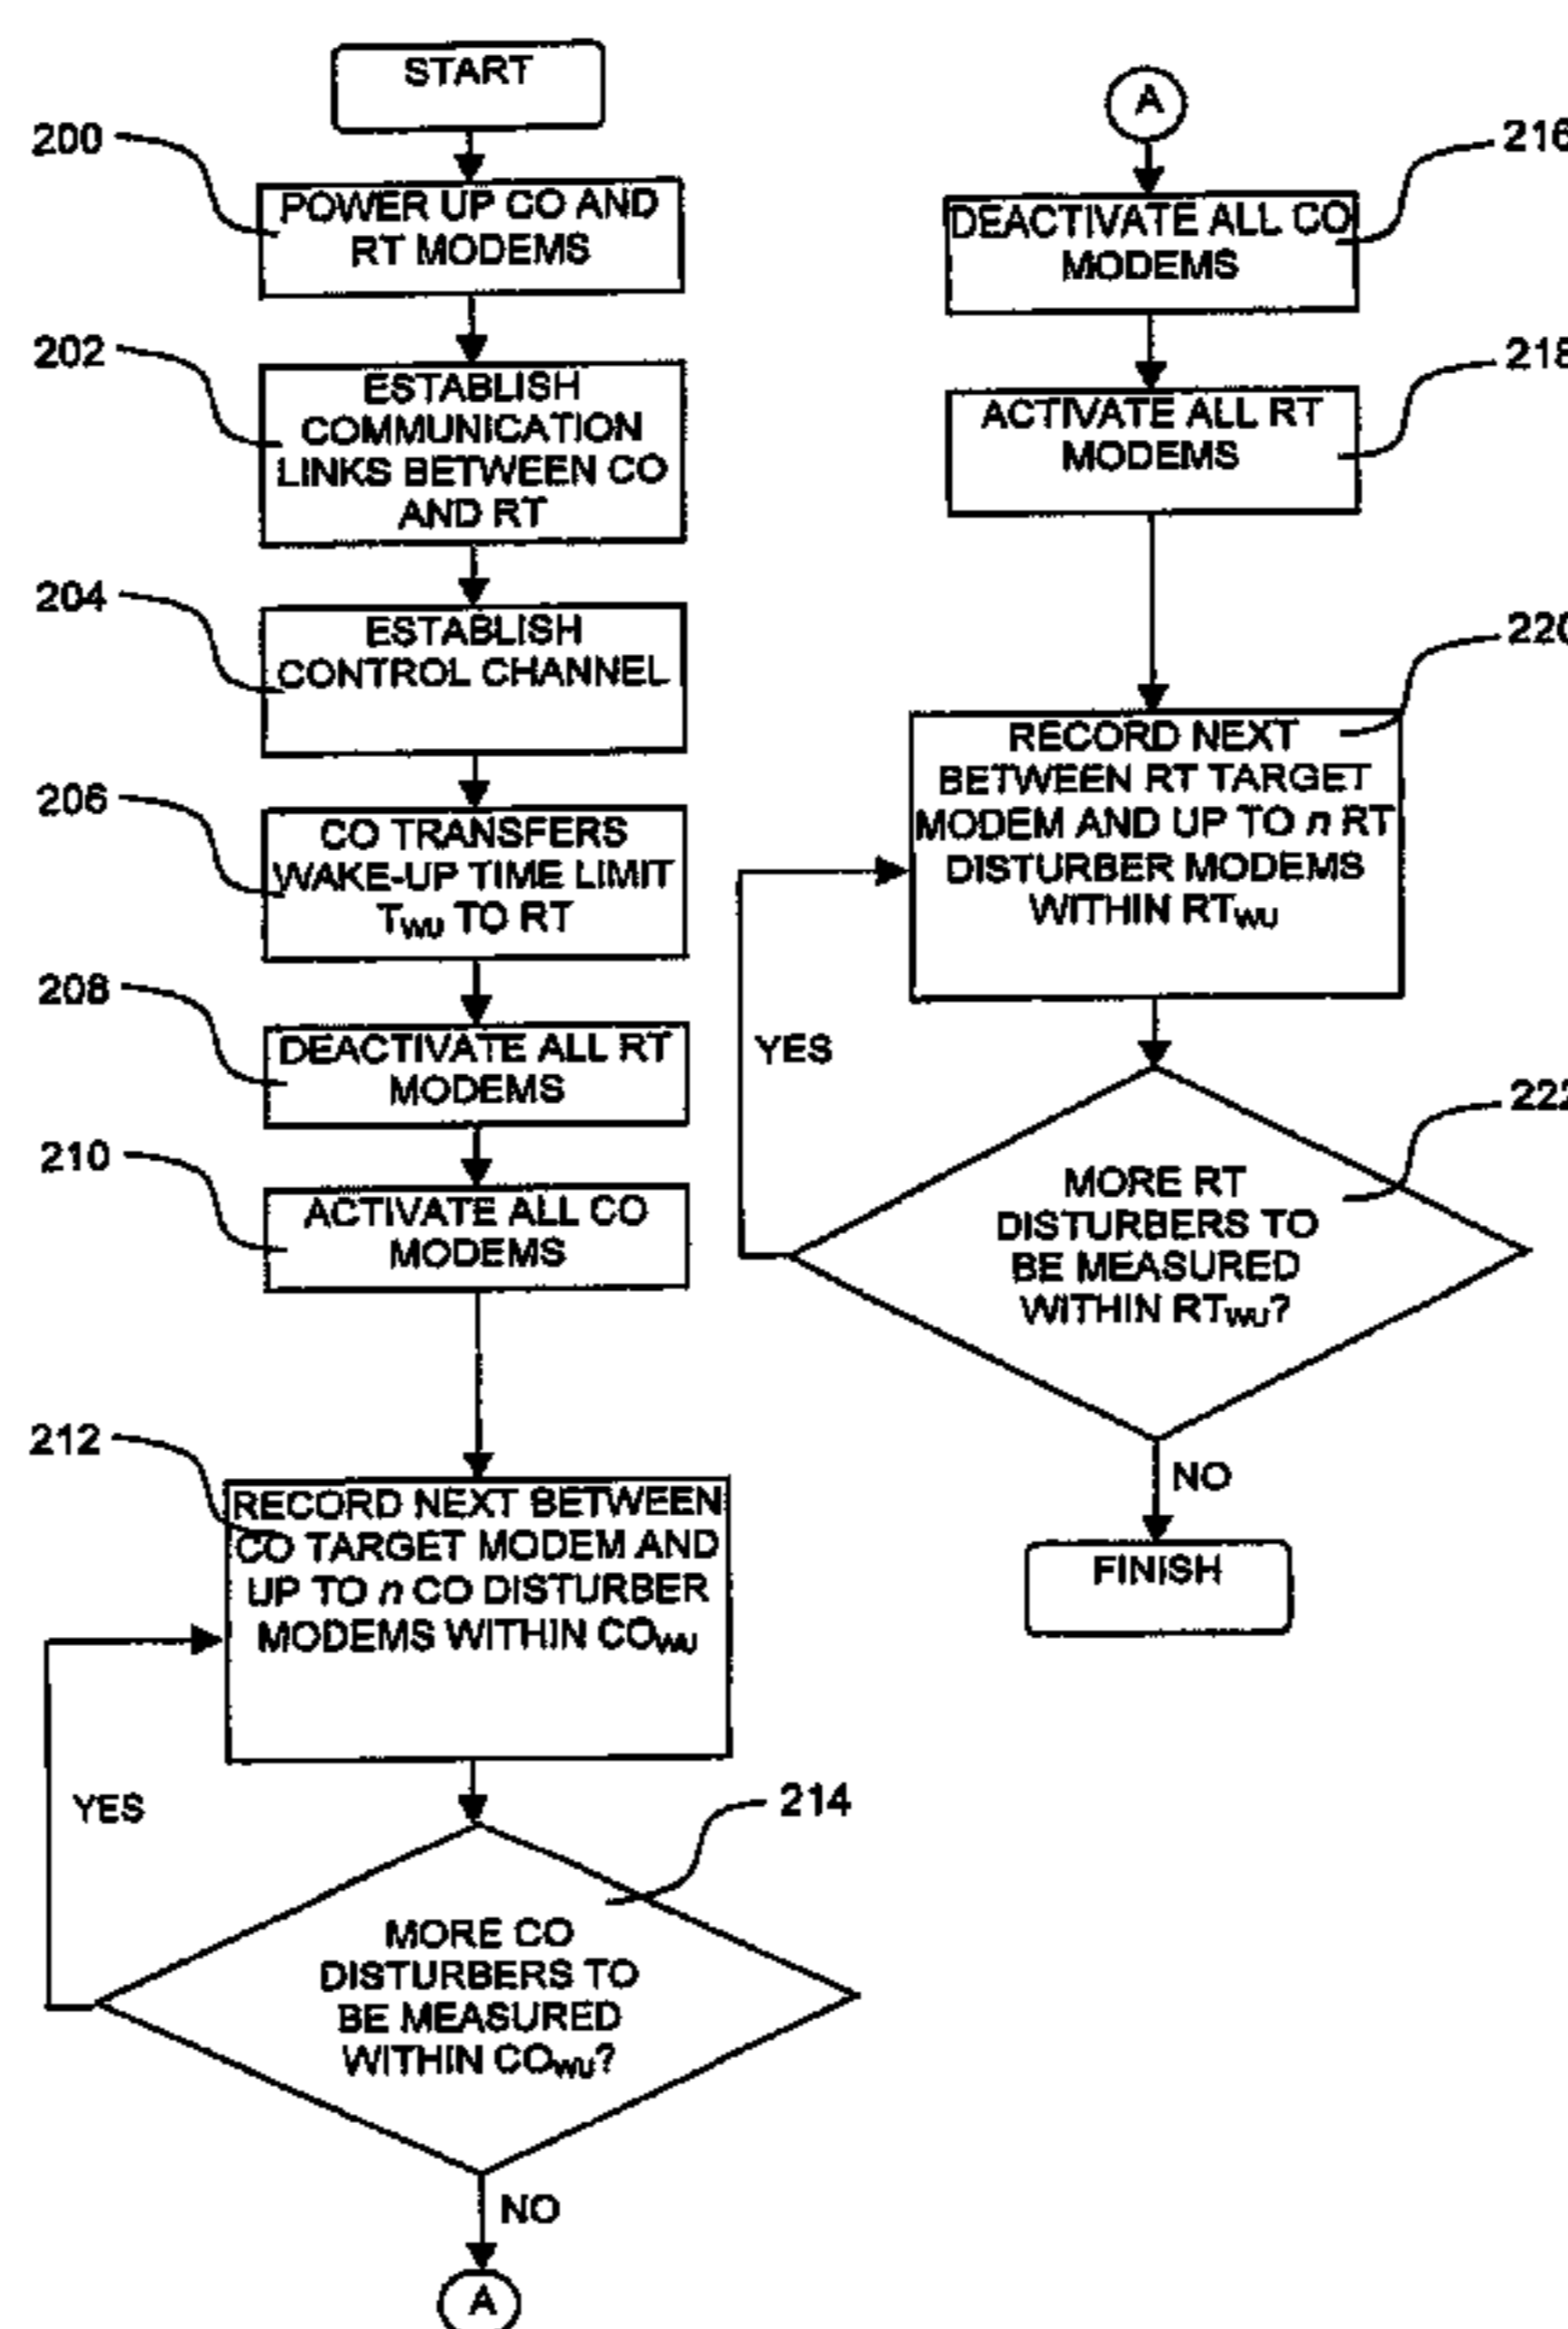 START
200
POWER UP CO AND
RT MODEMS
202
ESTABLISH
COMMUNICATION
LINKS BETWEEN CO
AND RT
204
ESTABLISH
CONTROL CHANNEL
206
CO TRANSFERS
WAKE-UP TIME LIMIT
TWU TO RT
208
DEACTIVATE ALL RT
MODEMS
210
ACTIVATE ALL CO
MODEMS
212
RECORD NEXT BETWEEN
CO TARGET MODEM AND
UP TO n CO DISTURBER
MODEMS WITHIN COWU
YES
214
MORE CO
DISTURBERS TO
BE MEASURED
WITHIN COWU?
NO
A
A
216
DEACTIVATE ALL CO
MODEMS
218
ACTIVATE ALL RT
MODEMS
220
RECORD NEXT
BETWEEN RT TARGET
MODEM AND UP TO n RT
DISTURBER MODEMS
WITHIN RTWU
YES
222
MORE RT
DISTURBERS TO
BE MEASURED
WITHIN RTWU?
NO
FINISH